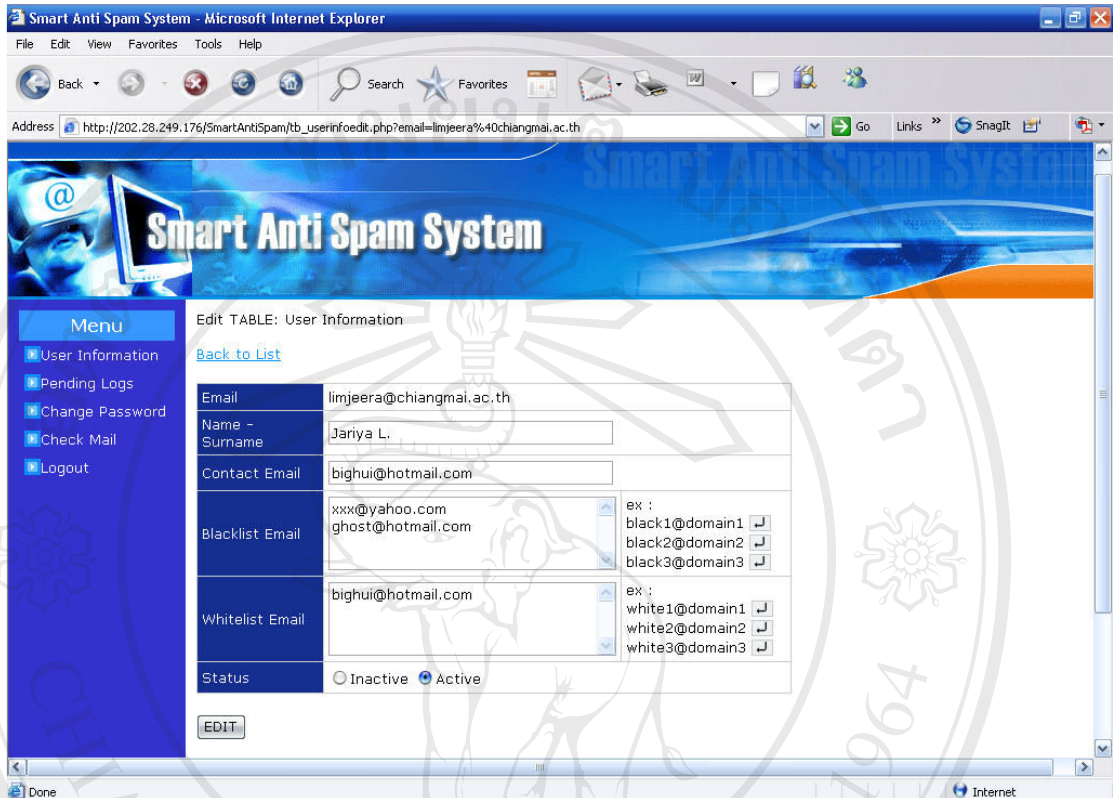 Smart Anti Spam System - Microsoft Internet Explorer
File Edit View Favorites Tools Help
Back Search Favorites
Address http://202.28.249.176/SmartAntiSpam/tb_userinfoedit.php?email=limjeera%40chiangmai.ac.th Go Links » SnagIt
Smart Anti Spam System
@
Smart Anti Spam System
Menu
User Information
Pending Logs
Change Password
Check Mail
Logout
Edit TABLE: User Information
Back to List
Email limjeera@chiangmai.ac.th
Name -
Surname
Jariya L.
Contact Email bighui@hotmail.com
Blacklist Email
xxx@yahoo.com
ghost@hotmail.com
ex :
black1@domain1
black2@domain2
black3@domain3
Whitelist Email
bighui@hotmail.com
ex :
white1@domain1
white2@domain2
white3@domain3
Status Inactive Active
EDIT
Done Internet
1964